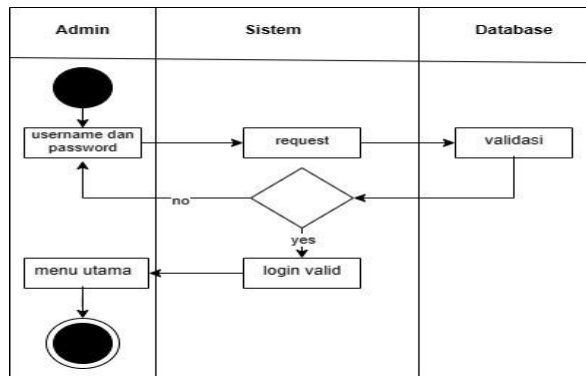 Admin
Sistem
Database
username dan
password
request
validasi
no
yes
menu utama
login valid